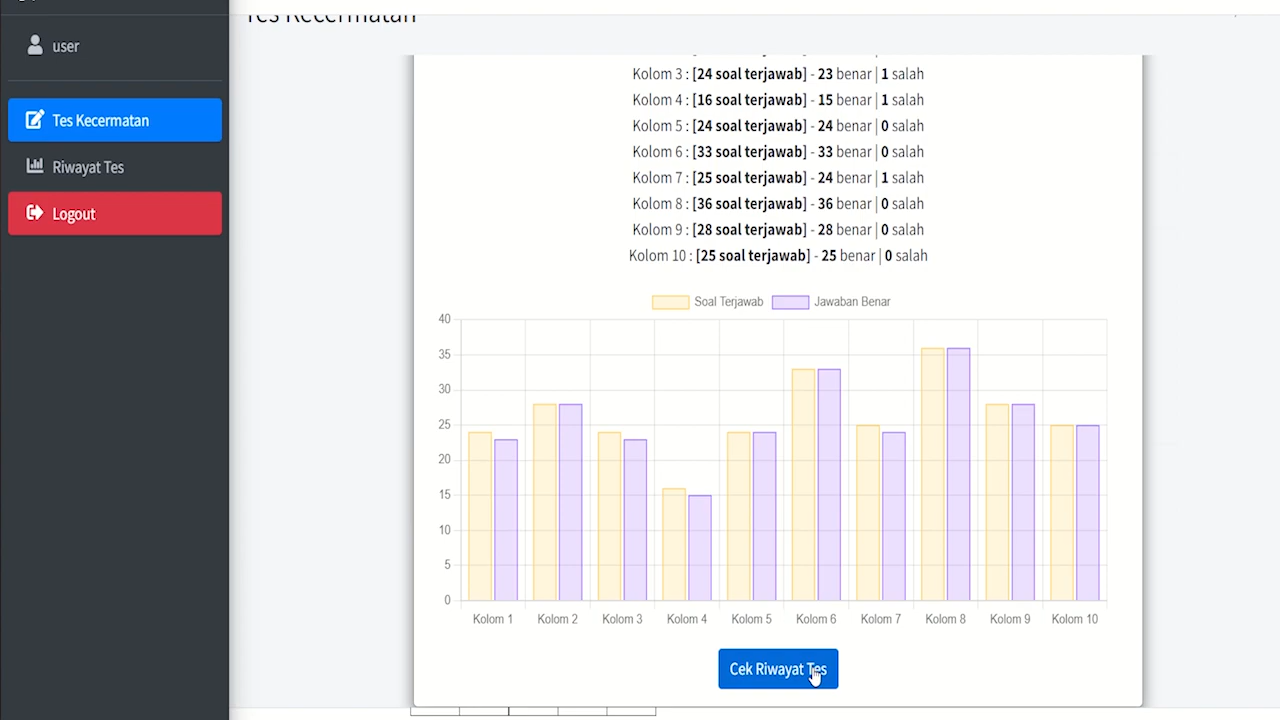 Tes Kecermatan
user
Tes Kecermatan
Riwayat Tes
Logout
Kolom 3 : [24 soal terjawab] - 23 benar | 1 salah
Kolom 4 : [16 soal terjawab] - 15 benar | 1 salah
Kolom 5 : [24 soal terjawab] - 24 benar | 0 salah
Kolom 6 : [33 soal terjawab] - 33 benar | 0 salah
Kolom 7 : [25 soal terjawab] - 24 benar | 1 salah
Kolom 8 : [36 soal terjawab] - 36 benar | 0 salah
Kolom 9 : [28 soal terjawab] - 28 benar | 0 salah
Kolom 10 : [25 soal terjawab] - 25 benar | 0 salah
Soal Terjawab Jawaban Benar
40
35
30
25
20
15
10
5
0
Kolom 1 Kolom 2 Kolom 3 Kolom 4 Kolom 5 Kolom 6 Kolom 7 Kolom 8 Kolom 9 Kolom 10
Cek Riwayat Tes